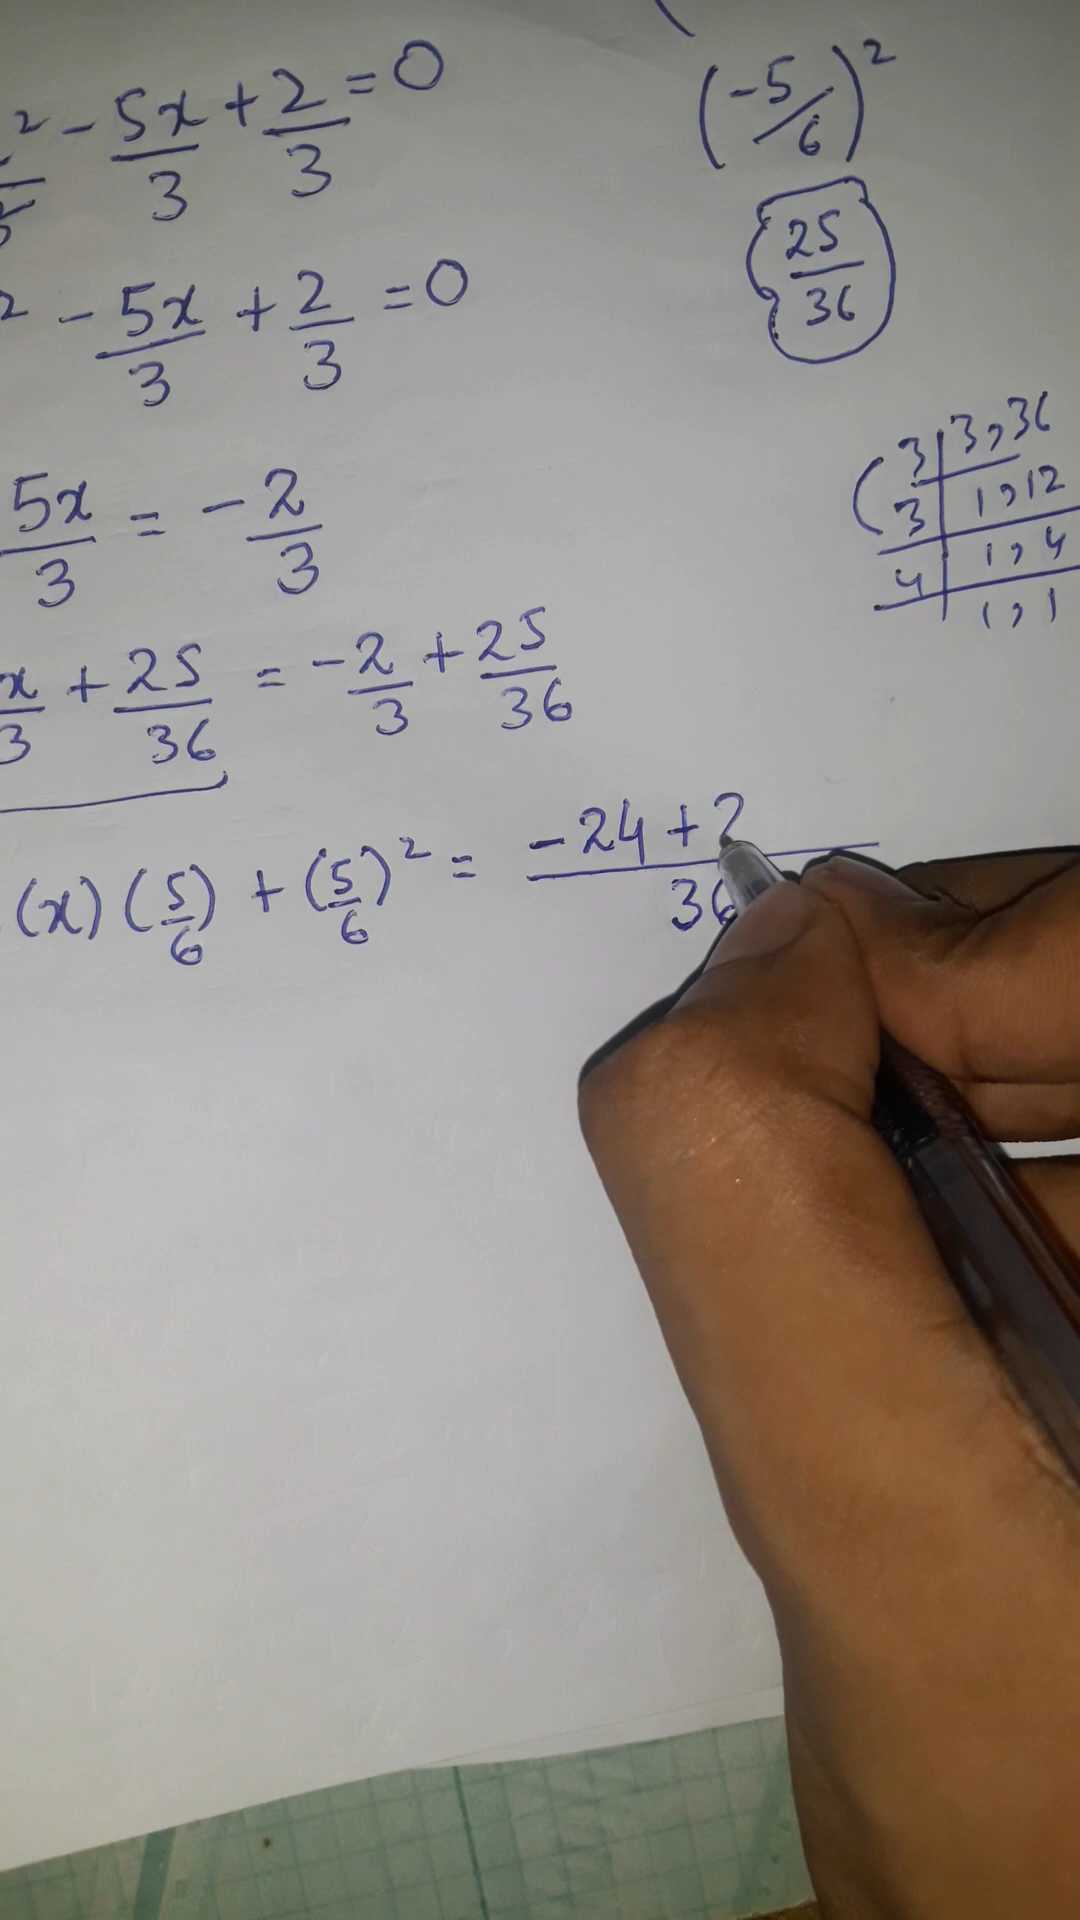 ² - 5x/3 + 2/3 = 0
² - 5x/3 + 2/3 = 0
5x/3 = -2/3
x/3 + 25/36 = -2/3 + 25/36
(x) (5/6) + (5/6)² = -24 + 2 / 36
(-5/6)²
25/36
3 | 3, 36
3 | 1, 12
4 | 1, 4
1, 1